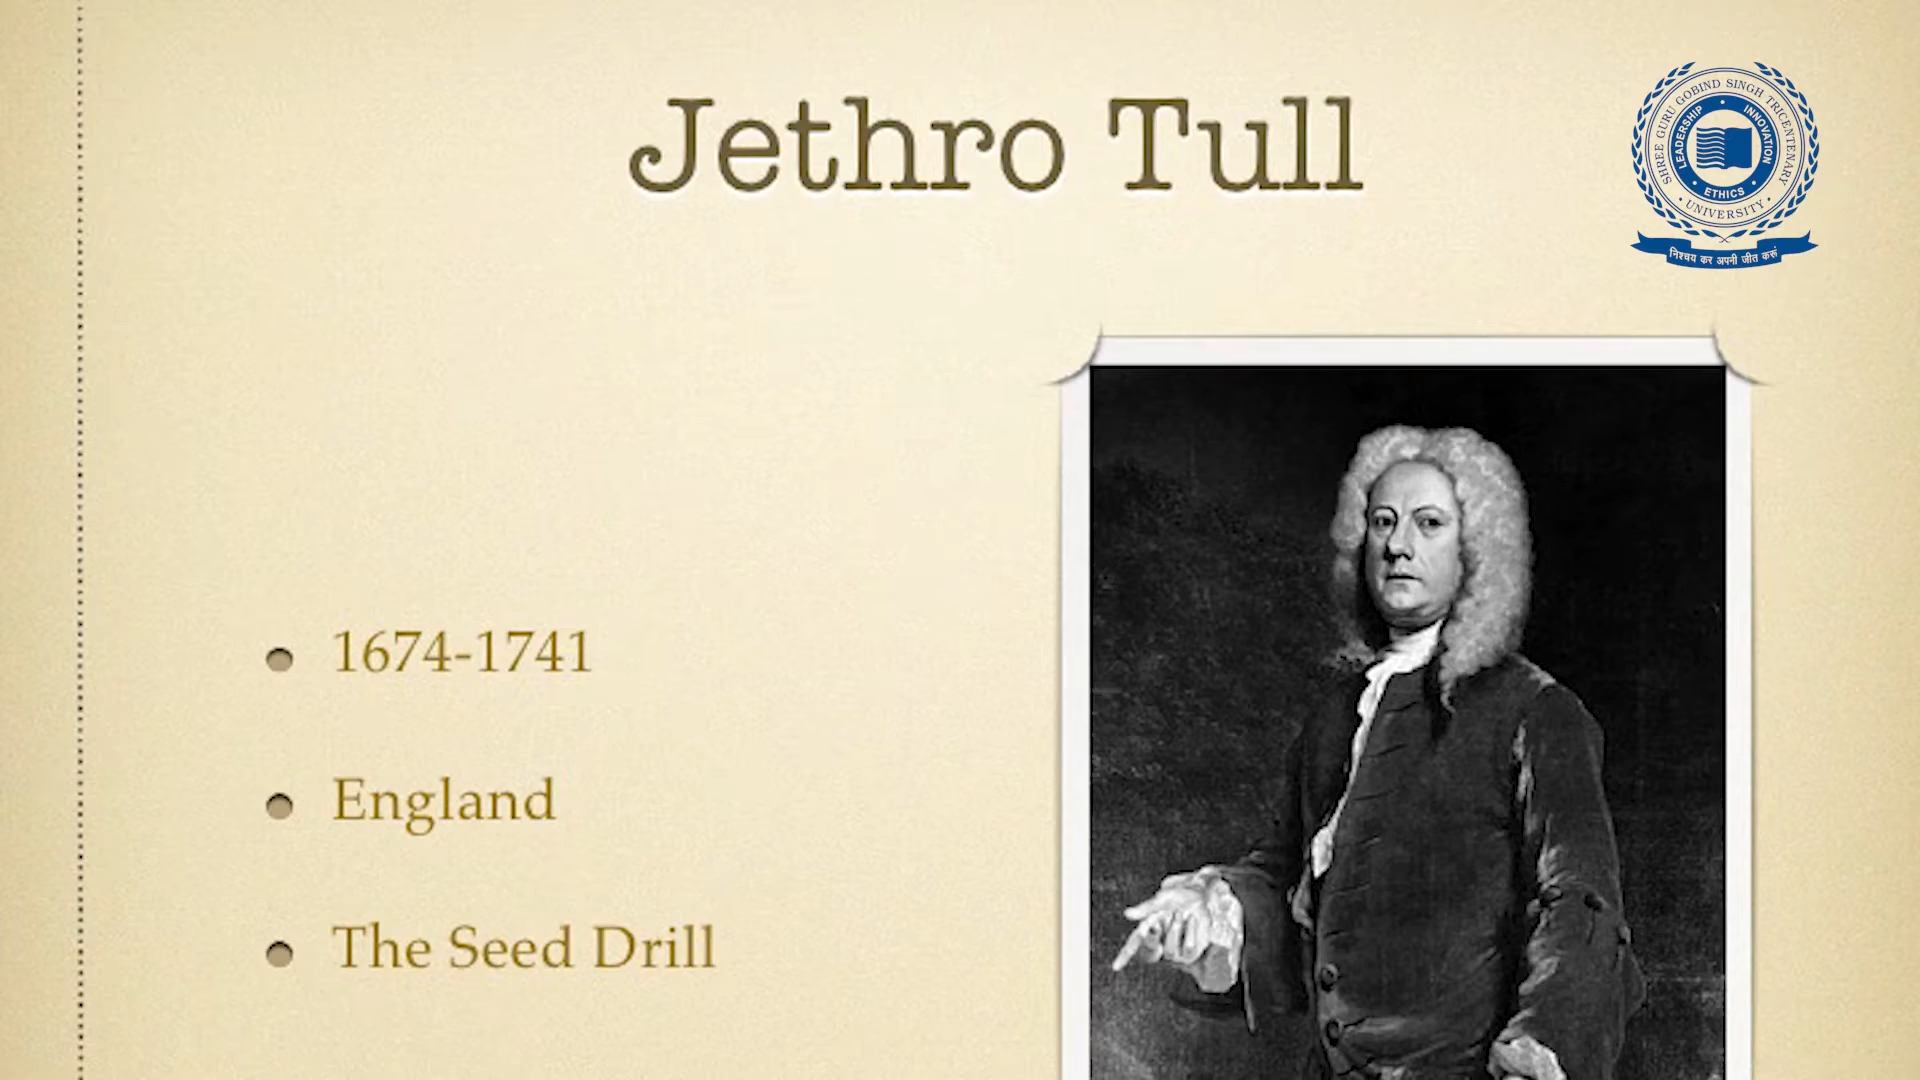 Jethro Tull
SHREE GURU GOBIND SINGH TRICENTENARY
UNIVERSITY
LEADERSHIP
INNOVATION
ETHICS
निश्चय कर अपनी जीत करूं
1674-1741
England
The Seed Drill